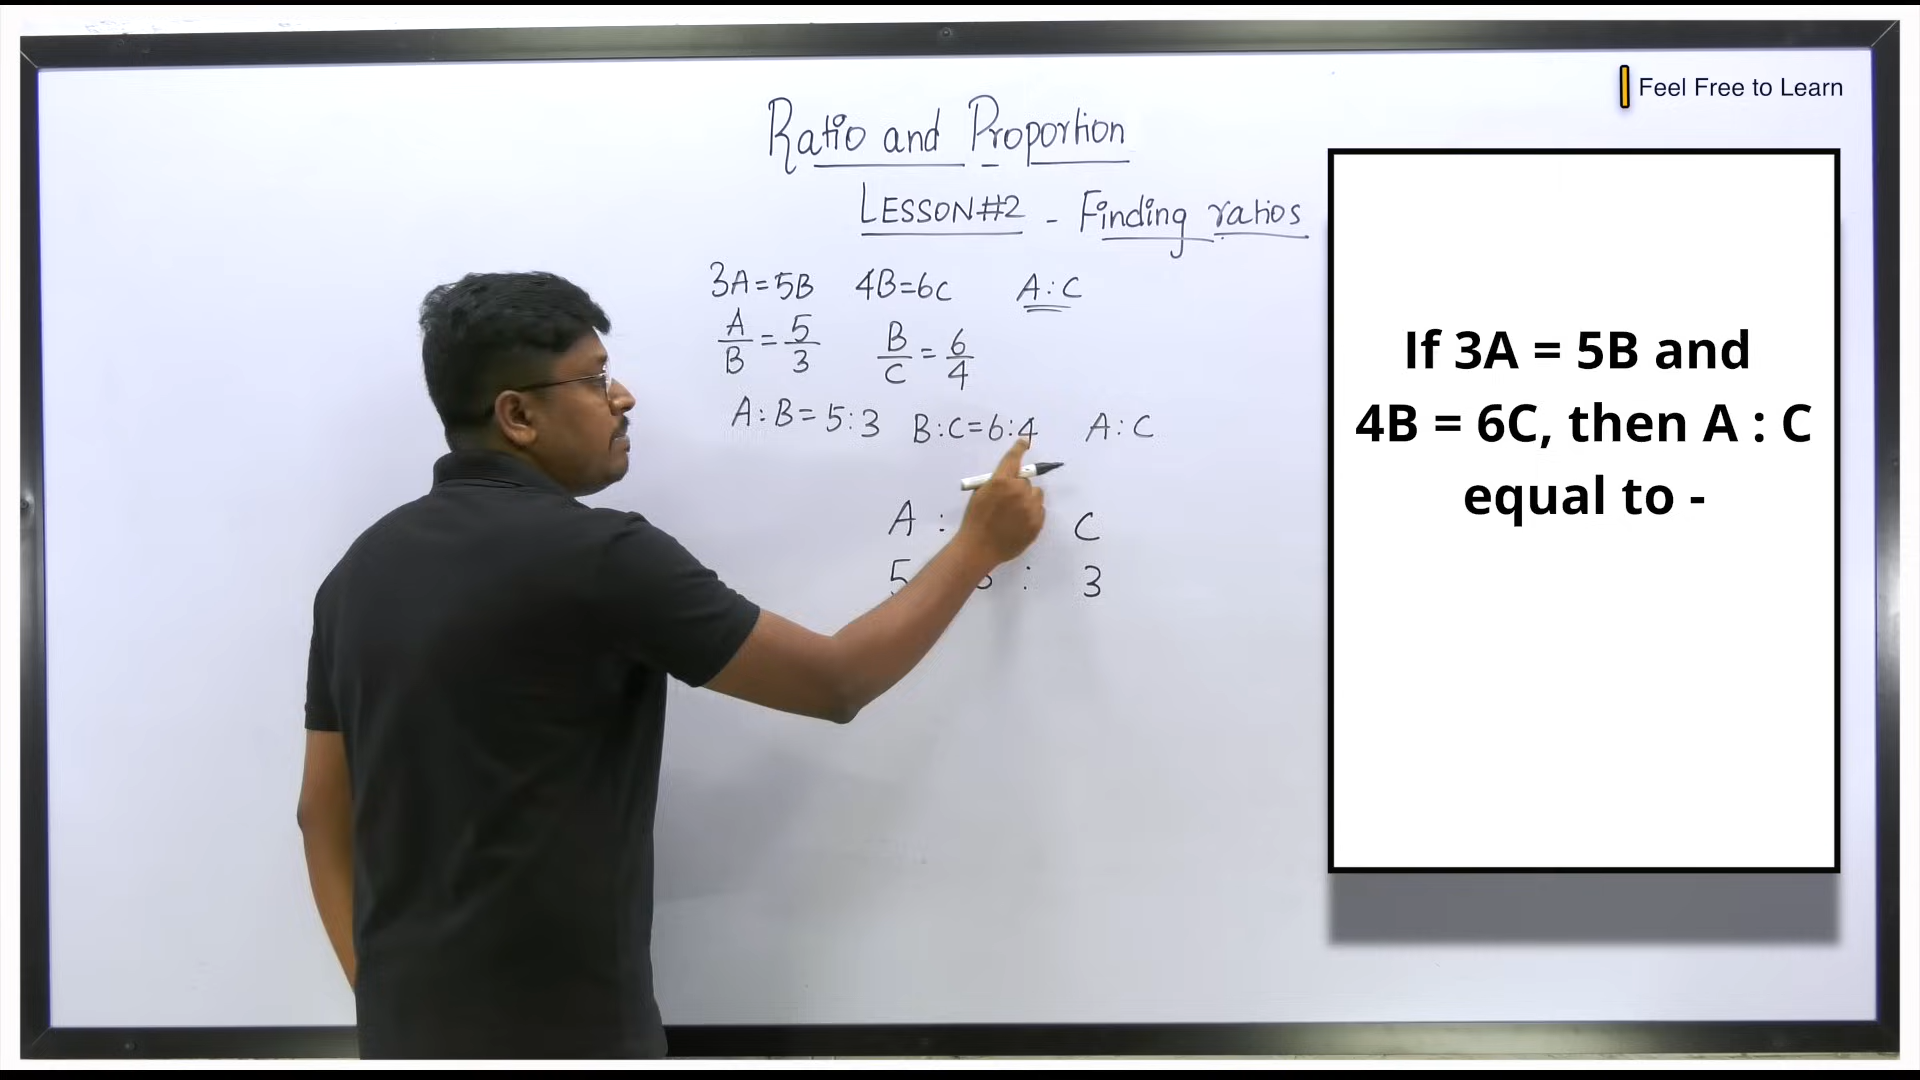 Feel Free to Learn
Ratio and Proportion
LESSON#2 - Finding ratios
3A=5B 4B=6C A:C
A/B = 5/3 B/C = 6/4
A:B=5:3 B:C=6:4 A:C
A : C
5 : 3
If 3A = 5B and
4B = 6C, then A : C
equal to -